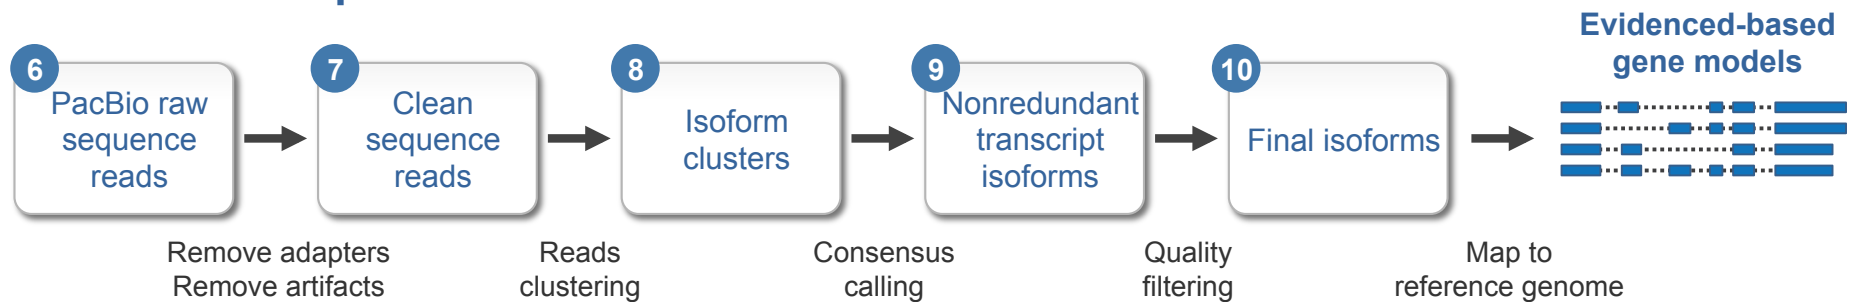 Evidenced-based
gene models
6
PacBio raw
sequence
reads
7
Clean
sequence
reads
8
Isoform
clusters
9
Nonredundant
transcript
isoforms
10
Final isoforms
Remove adapters
Remove artifacts
Reads
clustering
Consensus
calling
Quality
filtering
Map to
reference genome